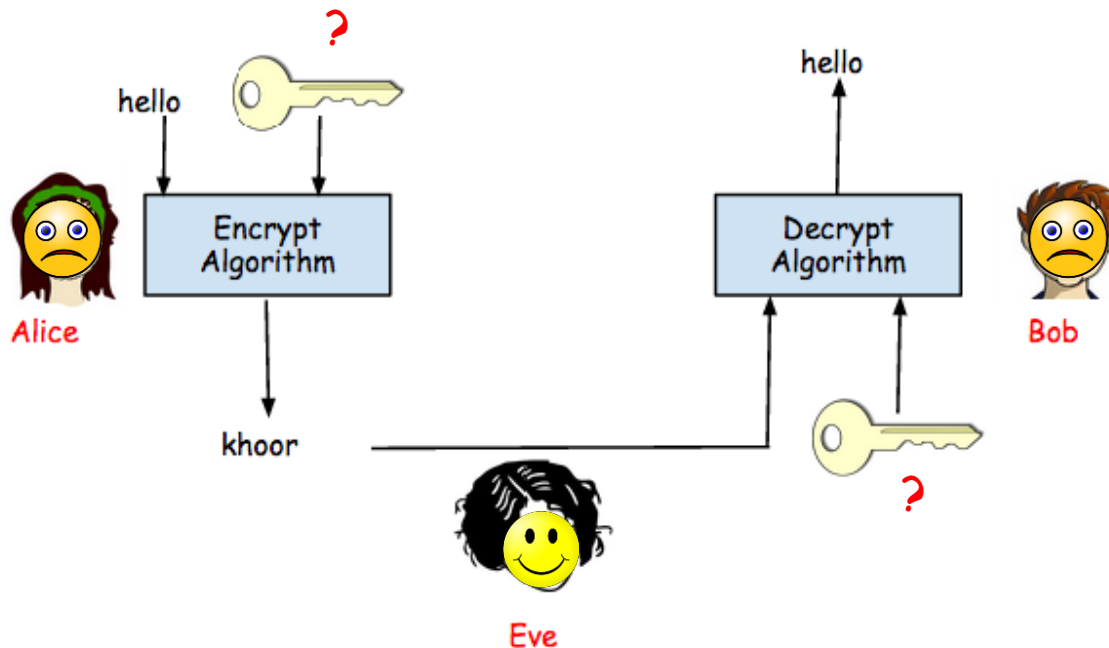 ?
hello
hello
Encrypt
Algorithm
Decrypt
Algorithm
Alice
Bob
khoor
?
Eve